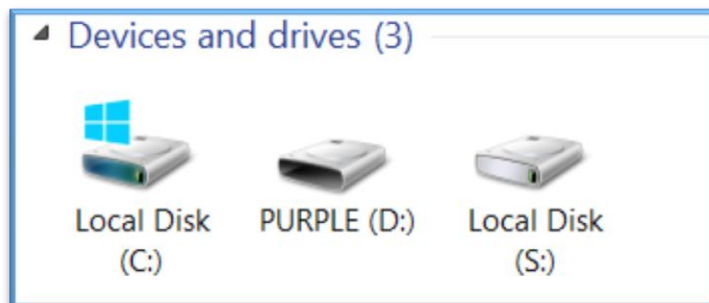 Devices and drives (3)
Local Disk PURPLE (D:) Local Disk
(C:) (S:)